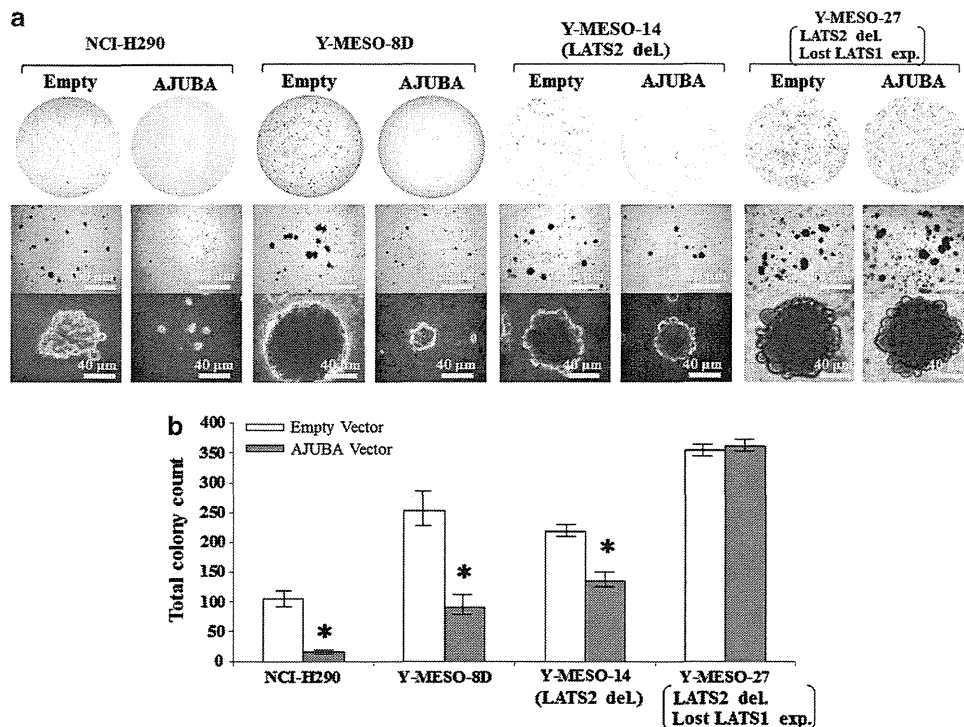 a
NCI-H290
Y-MESO-8D
Y-MESO-14
(LATS2 del.)
Y-MESO-27
LATS2 del.
Lost LATS1 exp.
Empty AJUBA Empty AJUBA Empty AJUBA Empty AJUBA
40 μm 40 μm 40 μm 40 μm 40 μm 40 μm 40 μm 40 μm
b
Empty Vector
AJUBA Vector
Total colony count
400
350
300
250
200
150
100
50
0
* * *
NCI-H290
Y-MESO-8D
Y-MESO-14
(LATS2 del.)
Y-MESO-27
LATS2 del.
Lost LATS1 exp.